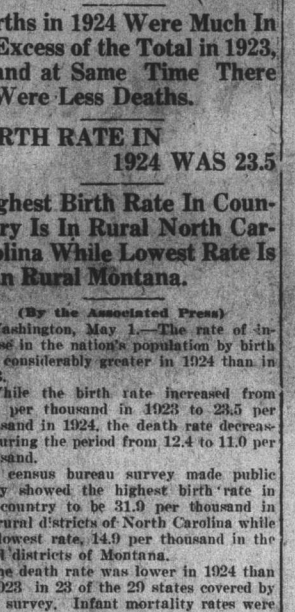 rths in 1924 Were Much In
Excess of the Total in 1923,
and at Same Time There
Were Less Deaths.
RTH RATE IN
1924 WAS 23.5
ghest Birth Rate In Coun-
ry Is In Rural North Car-
olina While Lowest Rate Is
n Rural Montana.
(By the Associated Press)
ashington, May 1.—The rate of in-
se in the nation's population by birth
considerably greater in 1924 than in
.
hile the birth rate increased from
per thousand in 1923 to 23.5 per
sand in 1924, the death rate decreas-
uring the period from 12.4 to 11.0 per
sand.
census bureau survey made public
y showed the highest birth rate in
country to be 31.9 per thousand in
rural districts of North Carolina while
lowest rate, 14.9 per thousand in the
l districts of Montana.
he death rate was lower in 1924 than
923 in 23 of the 29 states covered by
survey. Infant mortality rates were